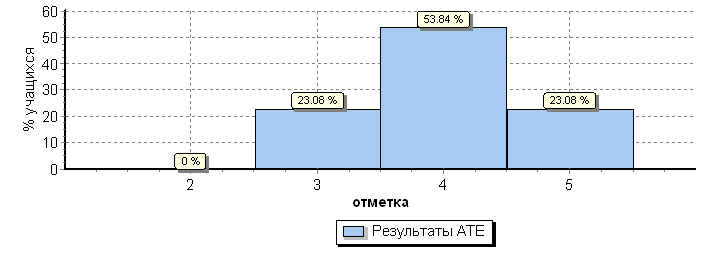 % учащихся
60
50
40
30
20
10
0
0 %
23.08 %
53.84 %
23.08 %
2 3 4 5
отметка
Результаты АТЕ